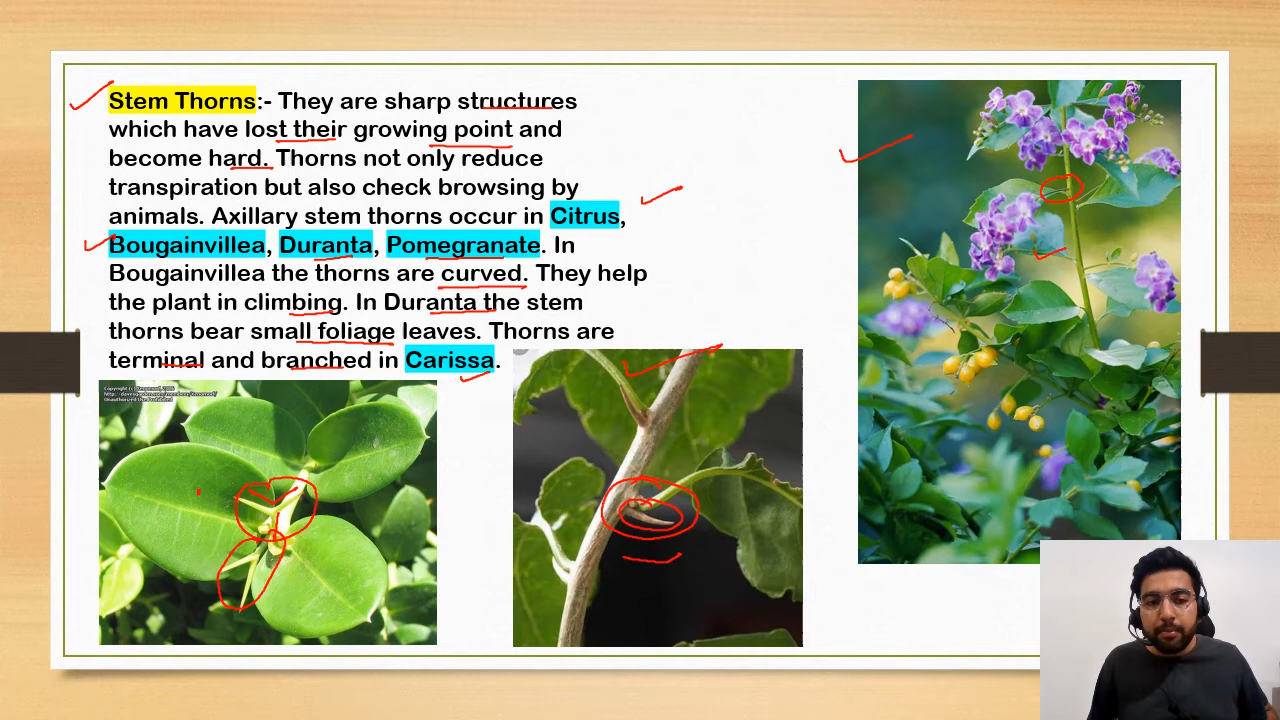 Stem Thorns:- They are sharp structures
which have lost their growing point and
become hard. Thorns not only reduce
transpiration but also check browsing by
animals. Axillary stem thorns occur in Citrus,
Bougainvillea, Duranta, Pomegranate. In
Bougainvillea the thorns are curved. They help
the plant in climbing. In Duranta the stem
thorns bear small foliage leaves. Thorns are
terminal and branched in Carissa.